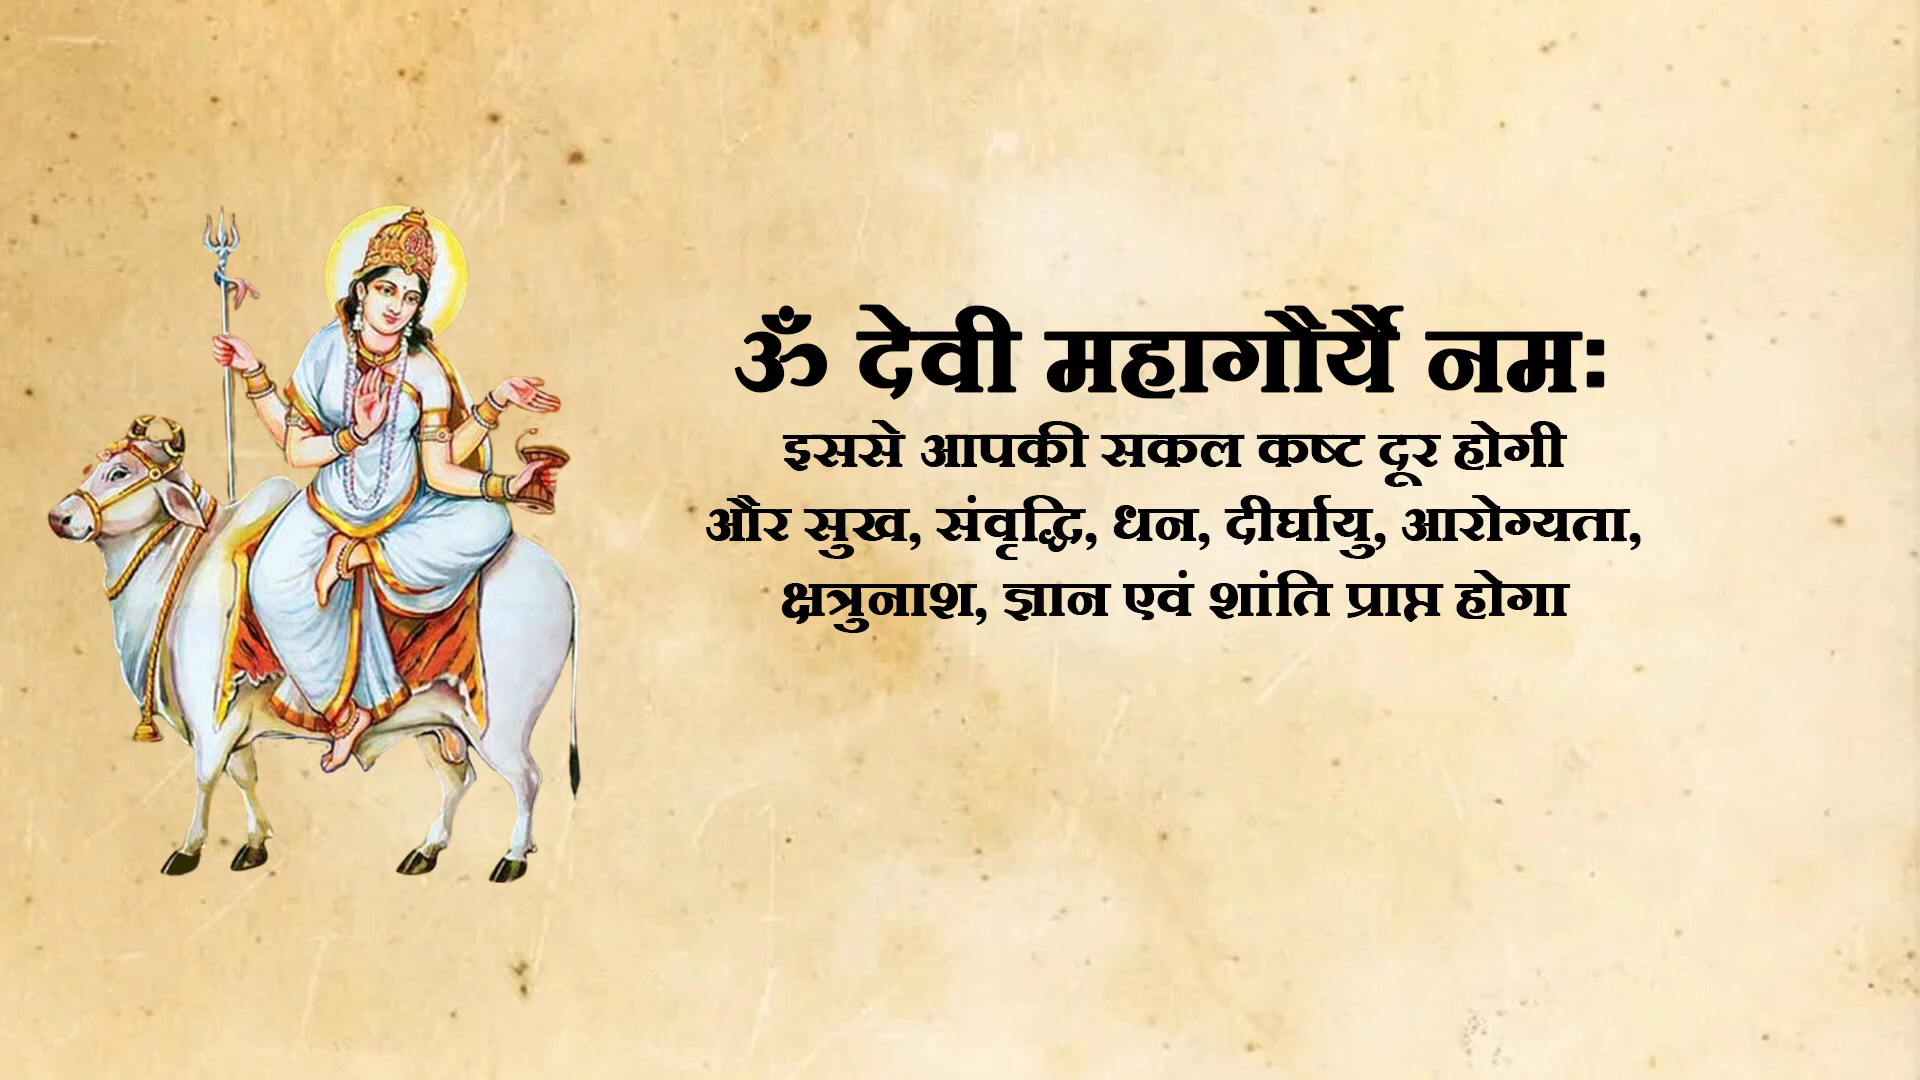 ॐ देवी महागौर्यै नमः
इससे आपकी सकल कष्ट दूर होगी
और सुख, संवृद्धि, धन, दीर्घायु, आरोग्यता,
क्षत्रुनाश, ज्ञान एवं शांति प्राप्त होगा